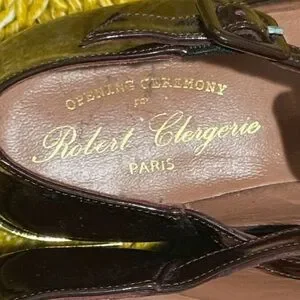 OPENING CEREMONY
FOR
Robert Clergerie
PARIS